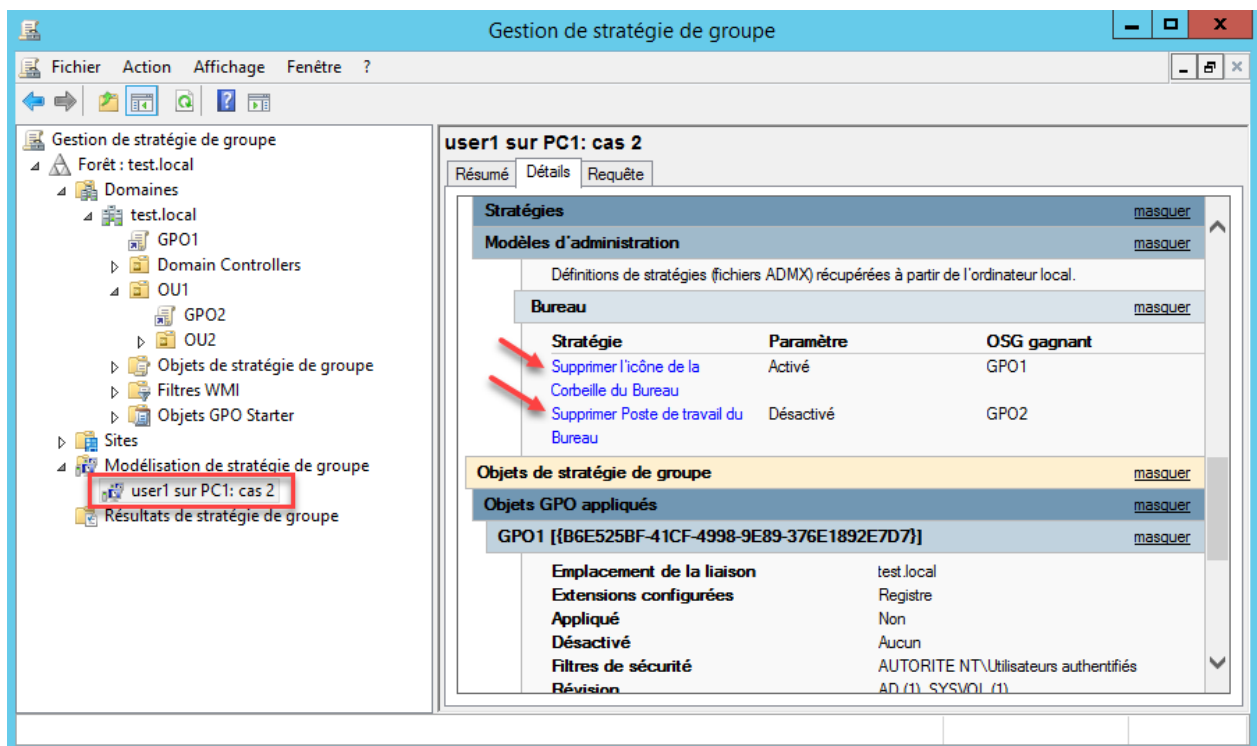 Gestion de stratégie de groupe
Fichier Action Affichage Fenêtre ?
Gestion de stratégie de groupe
Forêt : test.local
Domaines
test.local
GPO1
Domain Controllers
OU1
GPO2
OU2
Objets de stratégie de groupe
Filtres WMI
Objets GPO Starter
Sites
Modélisation de stratégie de groupe
user1 sur PC1: cas 2
Résultats de stratégie de groupe
user1 sur PC1: cas 2
Résumé Détails Requête
Stratégies masquer
Modèles d'administration masquer
Définitions de stratégies (fichiers ADMX) récupérées à partir de l'ordinateur local.
Bureau masquer
Stratégie Paramètre OSG gagnant
Supprimer l'icône de la Activé GPO1
Corbeille du Bureau
Supprimer Poste de travail du Désactivé GPO2
Bureau
Objets de stratégie de groupe masquer
Objets GPO appliqués masquer
GPO1 [{B6E525BF-41CF-4998-9E89-376E1892E7D7}] masquer
Emplacement de la liaison test.local
Extensions configurées Registre
Appliqué Non
Désactivé Aucun
Filtres de sécurité AUTORITE NT\Utilisateurs authentifiés
Révision AD (1), SYSVOL (1)